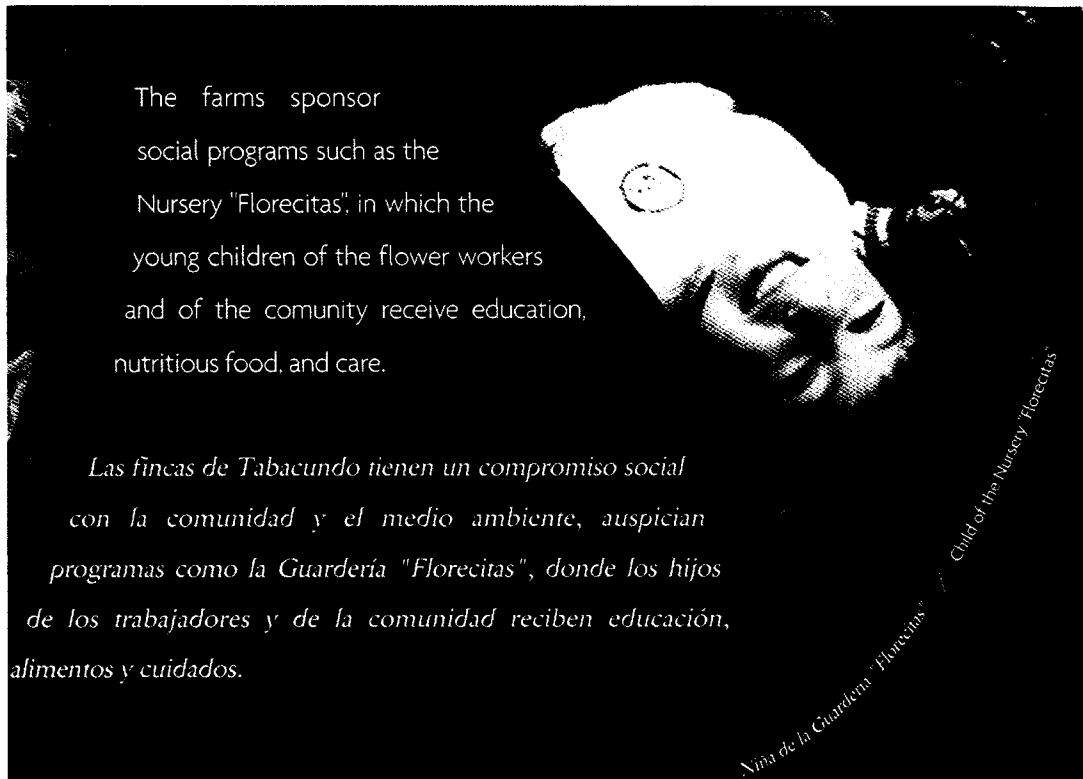 The farms sponsor
social programs such as the
Nursery "Florecitas", in which the
young children of the flower workers
and of the comunity receive education,
nutritious food, and care.
Las fincas de Tabacundo tienen un compromiso social
con la comunidad y el medio ambiente, auspician
programas como la Guardería "Florecitas", donde los hijos
de los trabajadores y de la comunidad reciben educación,
alimentos y cuidados.
Niña de la Guardería "Florecitas" // Child of the Nursery "Florecitas"